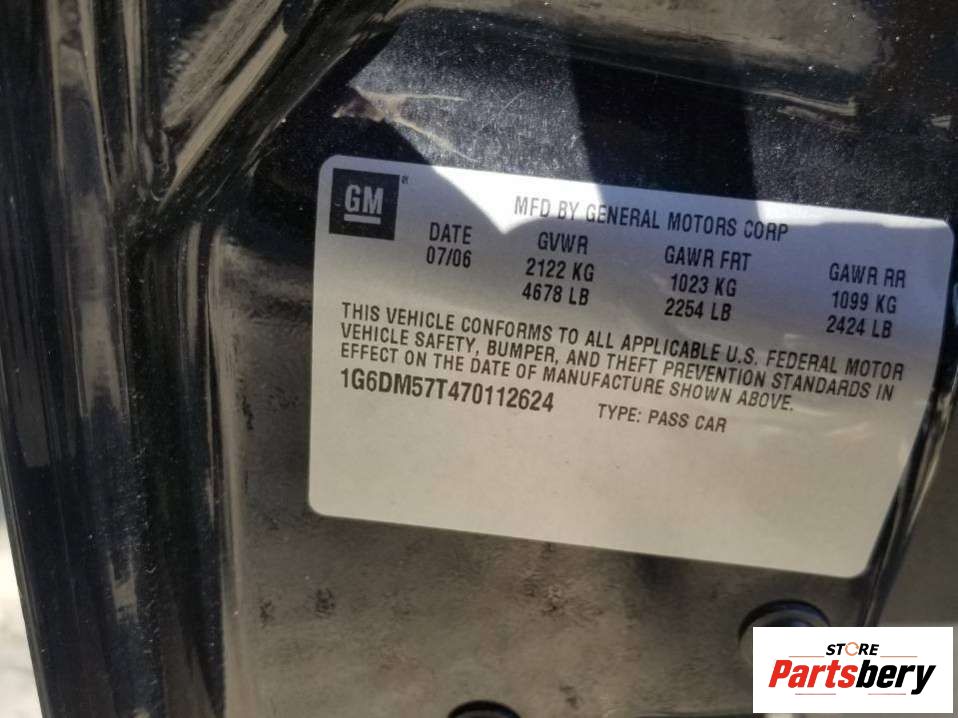 GM
MFD BY GENERAL MOTORS CORP
DATE GVWR GAWR FRT GAWR RR
07/06 2122 KG 1023 KG 1099 KG
4678 LB 2254 LB 2424 LB
THIS VEHICLE CONFORMS TO ALL APPLICABLE U.S. FEDERAL MOTOR
VEHICLE SAFETY, BUMPER, AND THEFT PREVENTION STANDARDS IN
EFFECT ON THE DATE OF MANUFACTURE SHOWN ABOVE.
1G6DM57T470112624 TYPE: PASS CAR
STORE
Partsbery